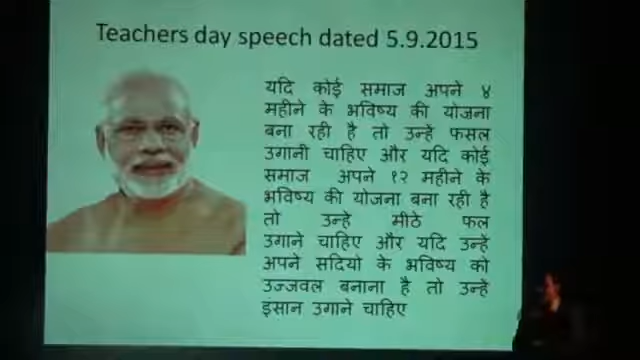 Teachers day speech dated 5.9.2015
यदि कोई समाज अपने ४
महीने के भविष्य की योजना
बना रही है तो उन्हें फसल
उगानी चाहिए और यदि कोई
समाज अपने १२ महीने के
भविष्य की योजना बना रही है
तो उन्हे मीठे फल
उगाने चाहिए और यदि उन्हें
अपने सदियो के भविष्य को
उज्जवल बनाना है तो उन्हें
इंसान उगाने चाहिए